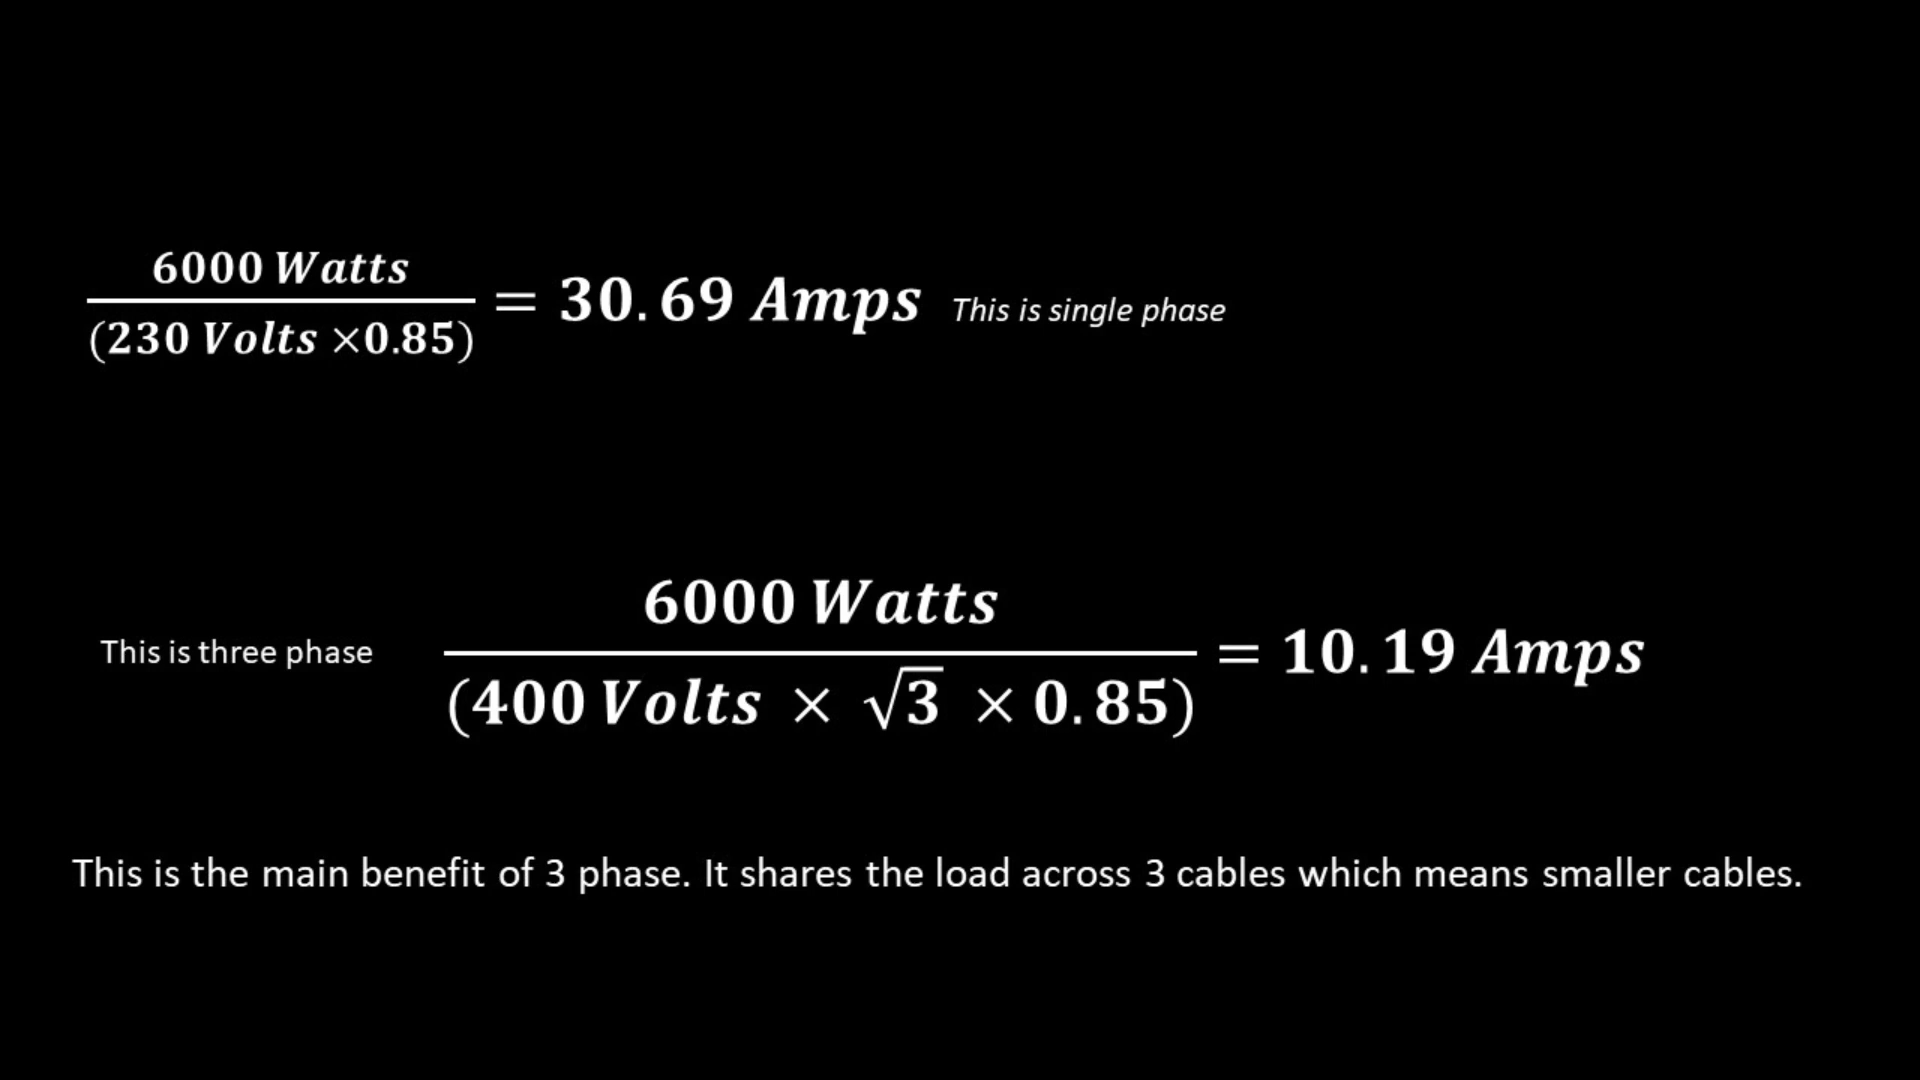 6000 Watts
(230 Volts ×0.85)
= 30.69 Amps
This is single phase
This is three phase
6000 Watts
(400 Volts × √3 × 0.85)
= 10.19 Amps
This is the main benefit of 3 phase. It shares the load across 3 cables which means smaller cables.